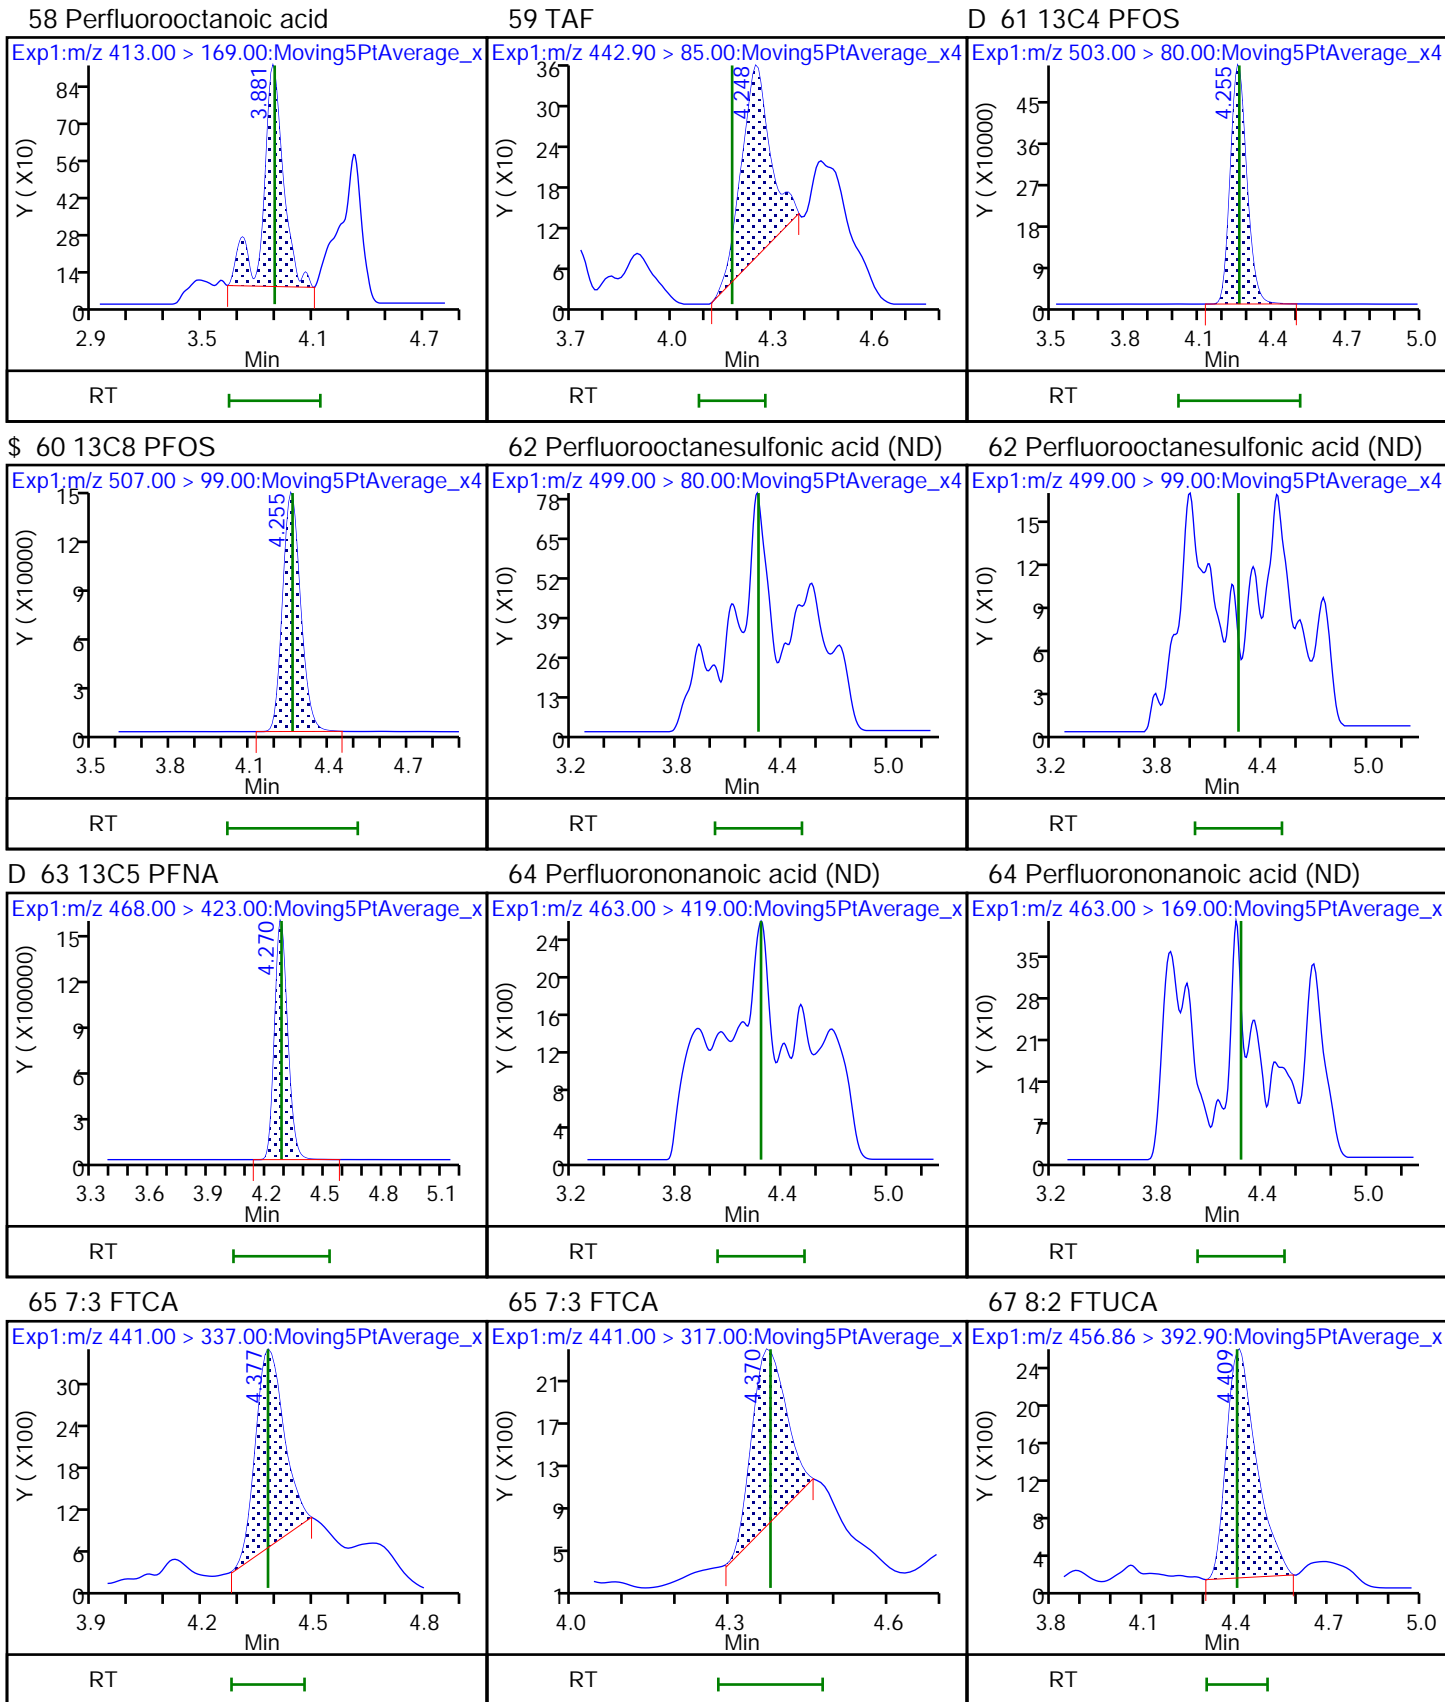 58 Perfluorooctanoic acid
Exp1:m/z 413.00 > 169.00:Moving5PtAverage_x
Y ( X10)
84
70
56
42
28
14
0
3.881
2.9 3.5 4.1 4.7
Min
RT
59 TAF
Exp1:m/z 442.90 > 85.00:Moving5PtAverage_x4
Y ( X10)
36
30
24
18
12
6
0
4.248
3.7 4.0 4.3 4.6
Min
RT
D 61 13C4 PFOS
Exp1:m/z 503.00 > 80.00:Moving5PtAverage_x4
Y ( X10000)
45
36
27
18
9
0
4.255
3.5 3.8 4.1 4.4 4.7 5.0
Min
RT
$ 60 13C8 PFOS
Exp1:m/z 507.00 > 99.00:Moving5PtAverage_x4
Y ( X10000)
15
12
9
6
3
0
4.255
3.5 3.8 4.1 4.4 4.7
Min
RT
62 Perfluorooctanesulfonic acid (ND)
Exp1:m/z 499.00 > 80.00:Moving5PtAverage_x4
Y ( X10)
78
65
52
39
26
13
0
3.2 3.8 4.4 5.0
Min
RT
62 Perfluorooctanesulfonic acid (ND)
Exp1:m/z 499.00 > 99.00:Moving5PtAverage_x4
Y ( X10)
15
12
9
6
3
0
3.2 3.8 4.4 5.0
Min
RT
D 63 13C5 PFNA
Exp1:m/z 468.00 > 423.00:Moving5PtAverage_x
Y ( X100000)
15
12
9
6
3
0
4.270
3.3 3.6 3.9 4.2 4.5 4.8 5.1
Min
RT
64 Perfluorononanoic acid (ND)
Exp1:m/z 463.00 > 419.00:Moving5PtAverage_x
Y ( X100)
24
20
16
12
8
4
0
3.2 3.8 4.4 5.0
Min
RT
64 Perfluorononanoic acid (ND)
Exp1:m/z 463.00 > 169.00:Moving5PtAverage_x
Y ( X10)
35
28
21
14
7
0
3.2 3.8 4.4 5.0
Min
RT
65 7:3 FTCA
Exp1:m/z 441.00 > 337.00:Moving5PtAverage_x
Y ( X100)
30
24
18
12
6
0
4.377
3.9 4.2 4.5 4.8
Min
RT
65 7:3 FTCA
Exp1:m/z 441.00 > 317.00:Moving5PtAverage_x
Y ( X100)
21
17
13
9
5
1
4.370
4.0 4.3 4.6
Min
RT
67 8:2 FTUCA
Exp1:m/z 456.86 > 392.90:Moving5PtAverage_x
Y ( X100)
24
20
16
12
8
4
0
4.409
3.8 4.1 4.4 4.7 5.0
Min
RT